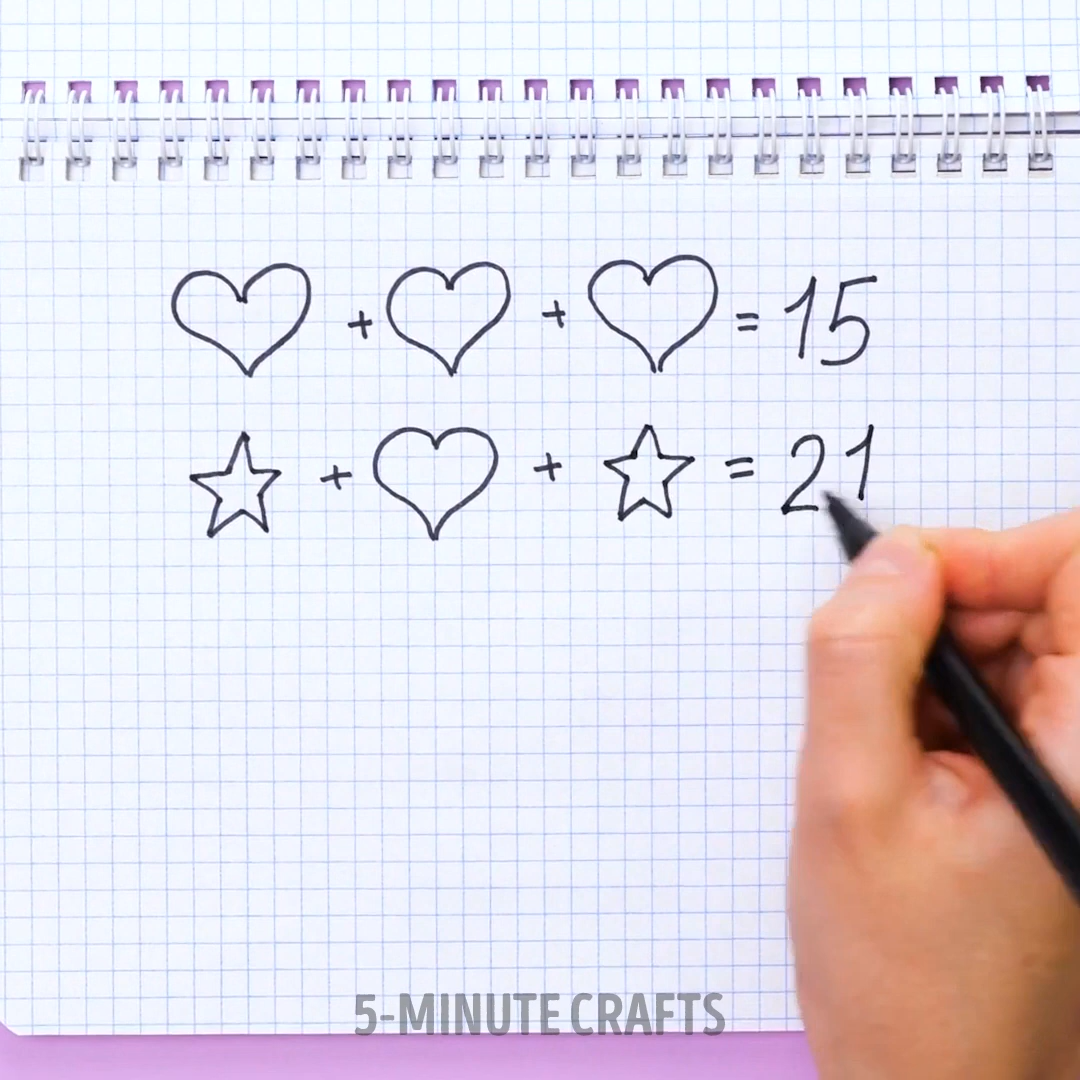 ♡ + ♡ + ♡ = 15
☆ + ♡ + ☆ = 21
5-MINUTE CRAFTS